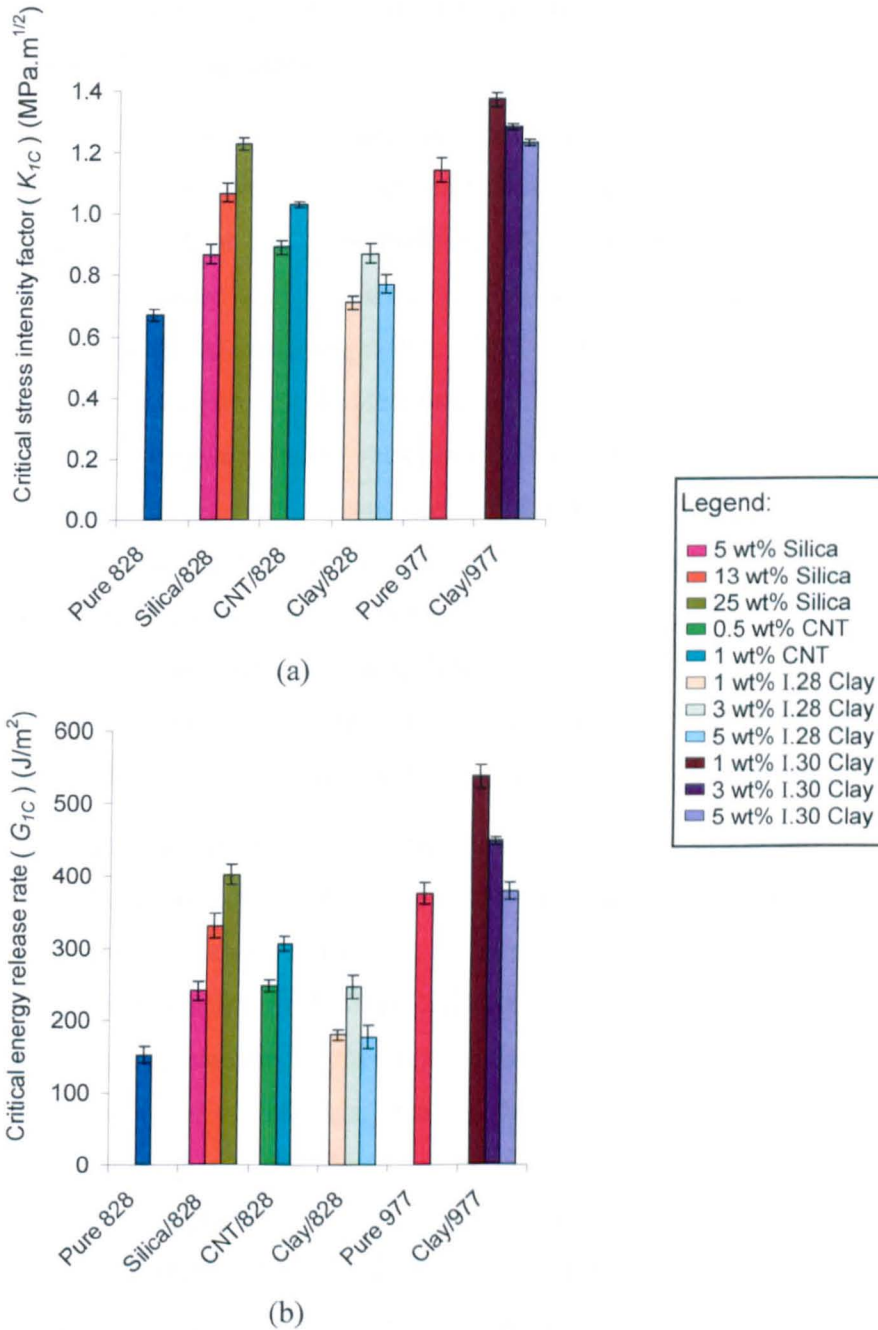 Critical stress intensity factor ( K1C ) (MPa.m1/2)
1.4
1.2
1.0
0.8
0.6
0.4
0.2
0.0
Pure 828
Silica/828
CNT/828
Clay/828
Pure 977
Clay/977
(a)
Legend:
5 wt% Silica
13 wt% Silica
25 wt% Silica
0.5 wt% CNT
1 wt% CNT
1 wt% I.28 Clay
3 wt% I.28 Clay
5 wt% I.28 Clay
1 wt% I.30 Clay
3 wt% I.30 Clay
5 wt% I.30 Clay
Critical energy release rate ( G1C ) (J/m2)
600
500
400
300
200
100
0
Pure 828
Silica/828
CNT/828
Clay/828
Pure 977
Clay/977
(b)